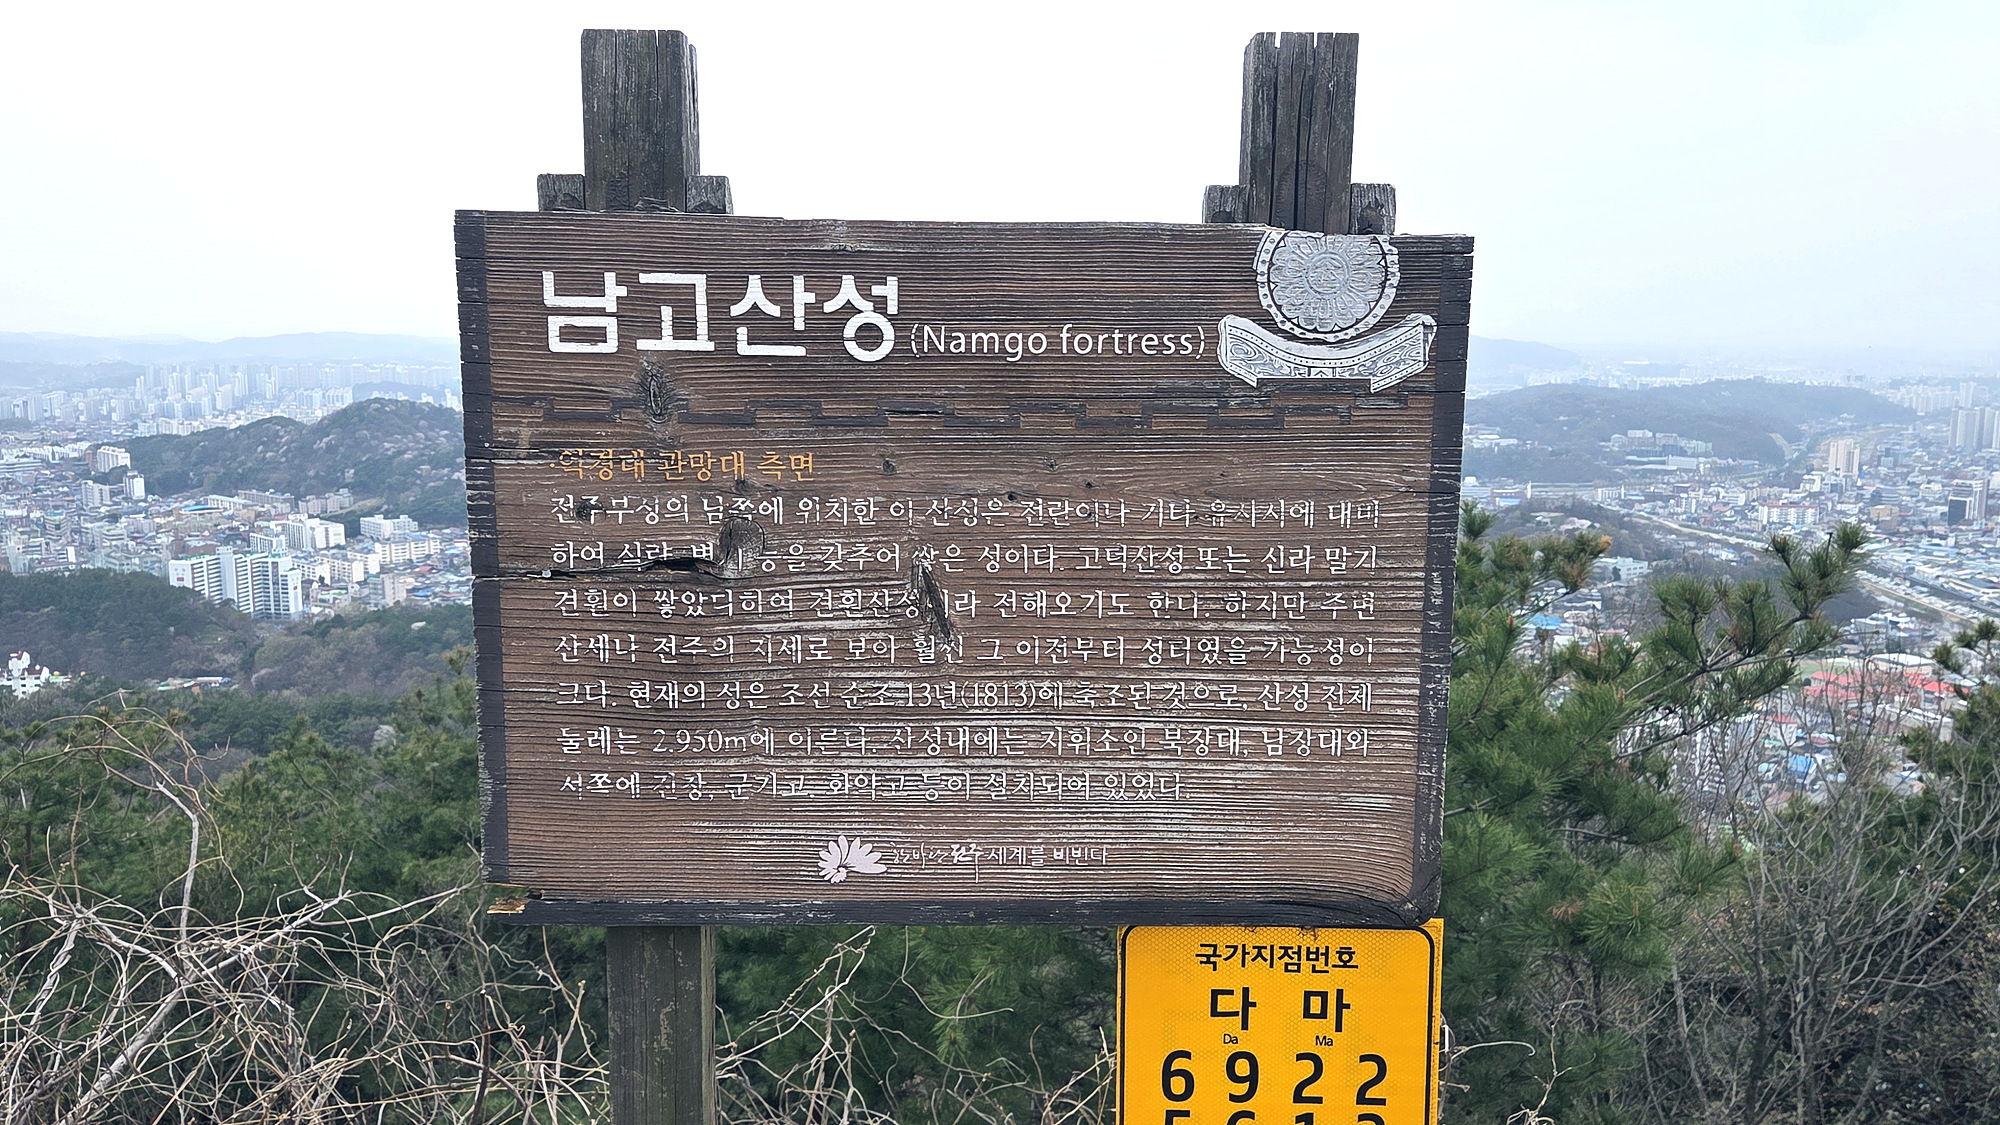 남고산성(Namgo fortress)
·억경대 관망대 측면
전주부성의 남쪽에 위치한 이 산성은 전란이나 기타 유사시에 대비
하여 식량, 을 갖추어 쌓은 성이다. 고덕산성 또는 신라 말기
견훤이 쌓았다하여 견훤산성이라 전해오기도 한다. 하지만 주변
산세나 전주의 지세로 보아 훨씬 그 이전부터 성터였을 가능성이
크다. 현재의 성은 조선 순조 13년(1813)에 축조된 것으로, 산성 전체
둘레는 2.950m에 이른다. 산성내에는 지휘소인 북장대, 남장대와
서쪽에 진창, 군기고, 화약고 등이 설치되어 있었다.
한바탕 전주 세계를 비빈다
국가지점번호
다 마
Da Ma
6 9 2 2